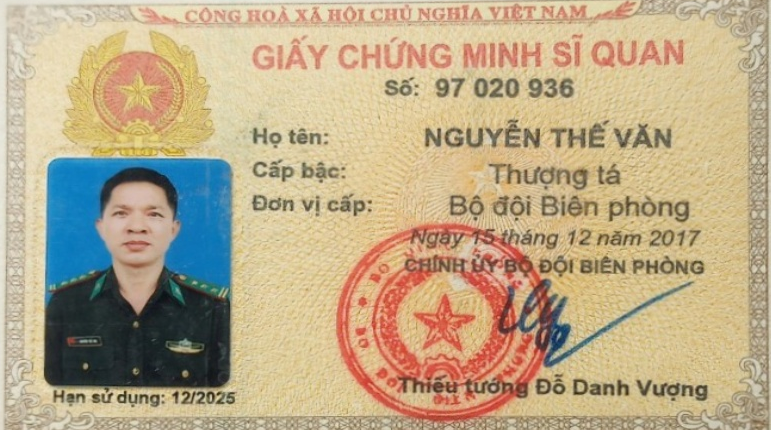 CỘNG HOÀ XÃ HỘI CHỦ NGHĨA VIỆT NAM
GIẤY CHỨNG MINH SĨ QUAN
Số: 97 020 936
Họ tên: NGUYỄN THẾ VĂN
Cấp bậc: Thượng tá
Đơn vị cấp: Bộ đội Biên phòng
Ngày 15 tháng 12 năm 2017
CHÍNH ỦY BỘ ĐỘI BIÊN PHÒNG
Thiếu tướng Đỗ Danh Vượng
Hạn sử dụng: 12/2025